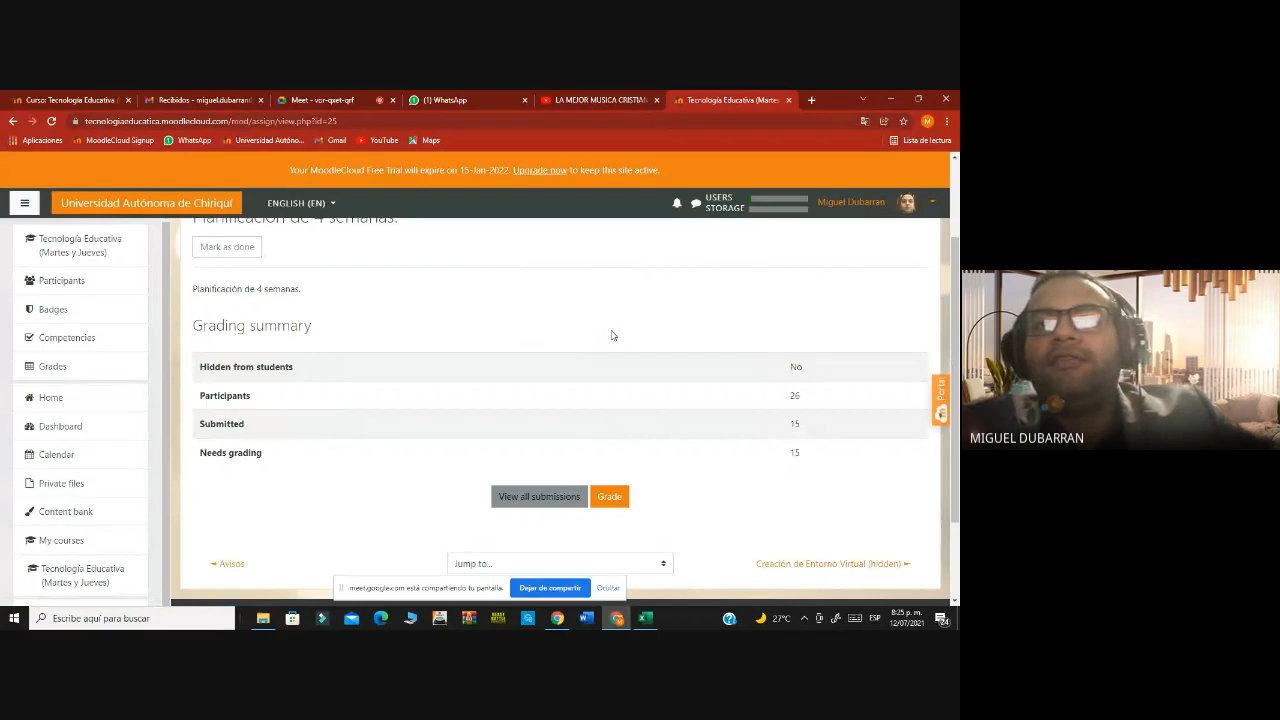 Curso: Tecnología Educativa (
Recibidos - miguel.dubarran
Meet - vor-qxet-qrf
(1) WhatsApp
LA MEJOR MUSICA CRISTIAN
Tecnología Educativa (Martes
tecnologiaeducatica.moodlecloud.com/mod/assign/view.php?id=25
Aplicaciones
MoodleCloud Signup
WhatsApp
Universidad Autóno...
Gmail
YouTube
Maps
Lista de lectura
Your MoodleCloud Free Trial will expire on 15-Jan-2022. Upgrade now to keep this site active.
Universidad Autónoma de Chiriquí
ENGLISH (EN)
USERS
STORAGE
Miguel Dubarran
Tecnología Educativa
(Martes y Jueves)
Participants
Badges
Competencies
Grades
Home
Dashboard
Calendar
Private files
Content bank
My courses
Tecnología Educativa
(Martes y Jueves)
Planificación de 4 semanas.
Mark as done
Planificación de 4 semanas.
Grading summary
Hidden from students No
Participants 26
Submitted 15
Needs grading 15
View all submissions Grade
Portal
◄ Avisos
Jump to...
Creación de Entorno Virtual (hidden) ►
meet.google.com está compartiendo tu pantalla.
Dejar de compartir
Ocultar
Escribe aquí para buscar
27°C
ESP
8:25 p. m.
12/07/2021
24
MIGUEL DUBARRAN